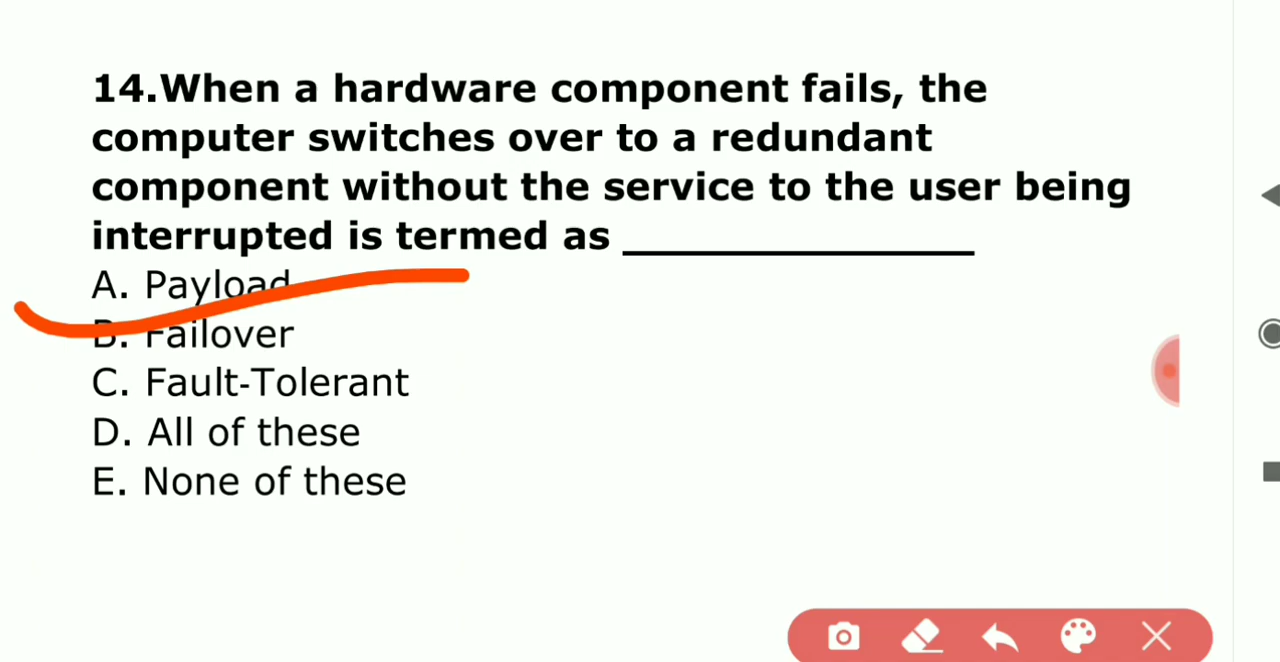 14.When a hardware component fails, the
computer switches over to a redundant
component without the service to the user being
interrupted is termed as ________________
A. Payload
B. Failover
C. Fault-Tolerant
D. All of these
E. None of these